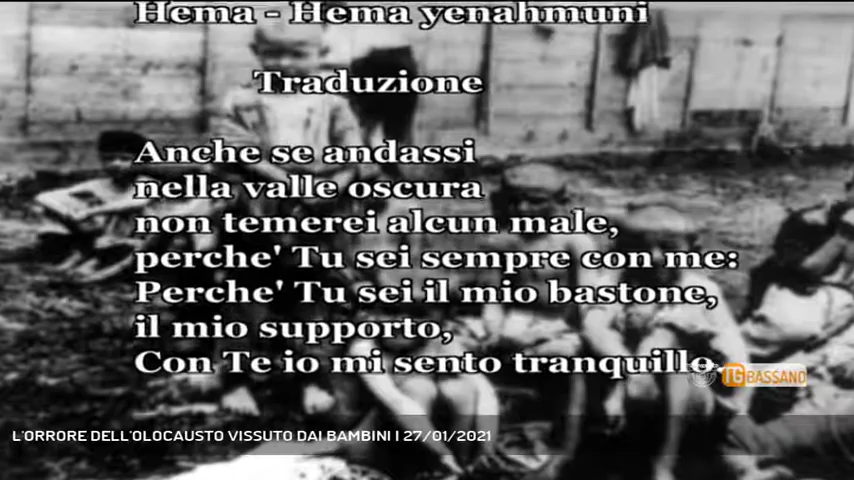 Hema - Hema yenahmuni
Traduzione
Anche se andassi
nella valle oscura
non temerei alcun male,
perche' Tu sei sempre con me:
Perche' Tu sei il mio bastone,
il mio supporto,
Con Te io mi sento tranquillo.
TG BASSANO
L'ORRORE DELL'OLOCAUSTO VISSUTO DAI BAMBINI | 27/01/2021